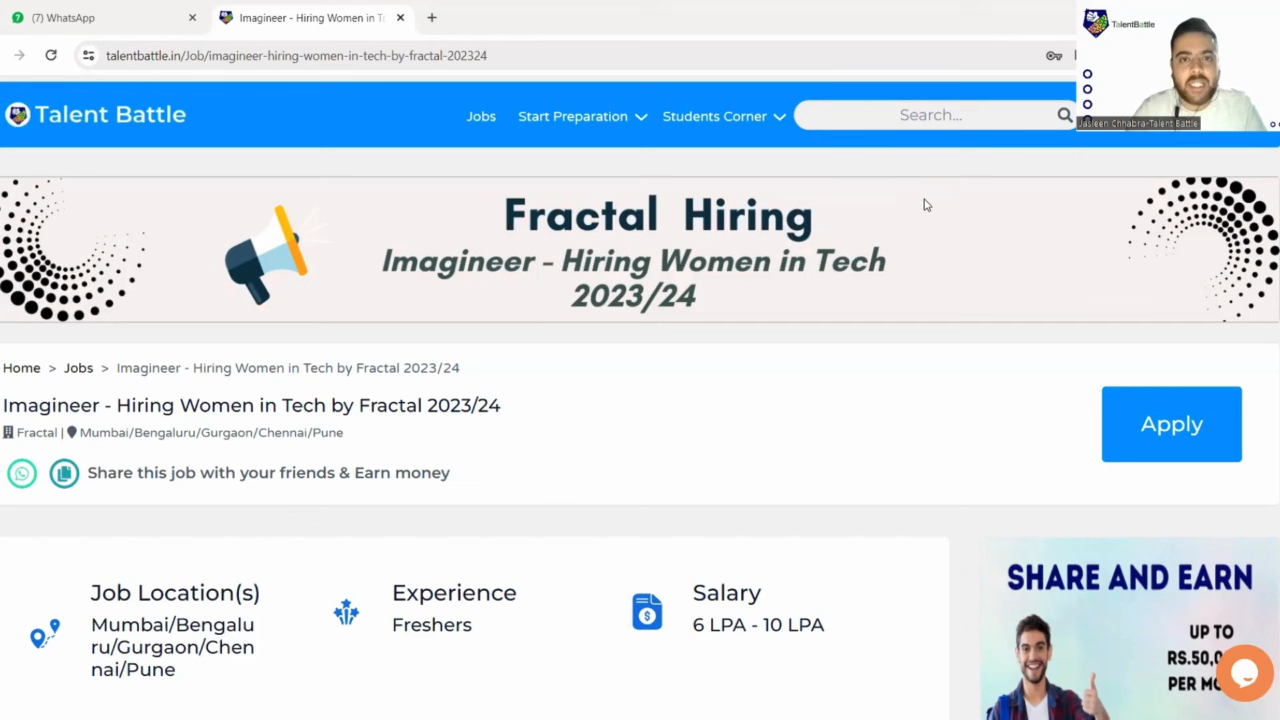 (7) WhatsApp
Imagineer - Hiring Women in Te
talentbattle.in/Job/imagineer-hiring-women-in-tech-by-fractal-202324
TalentBattle
Jasleen Chhabra-Talent Battle
Talent Battle
Jobs
Start Preparation
Students Corner
Search...
Fractal Hiring
Imagineer - Hiring Women in Tech
2023/24
Home > Jobs > Imagineer - Hiring Women in Tech by Fractal 2023/24
Imagineer - Hiring Women in Tech by Fractal 2023/24
Fractal | Mumbai/Bengaluru/Gurgaon/Chennai/Pune
Apply
Share this job with your friends & Earn money
Job Location(s)
Mumbai/Bengalu
ru/Gurgaon/Chen
nai/Pune
Experience
Freshers
Salary
6 LPA - 10 LPA
SHARE AND EARN
UP TO
RS.50,0
PER MO